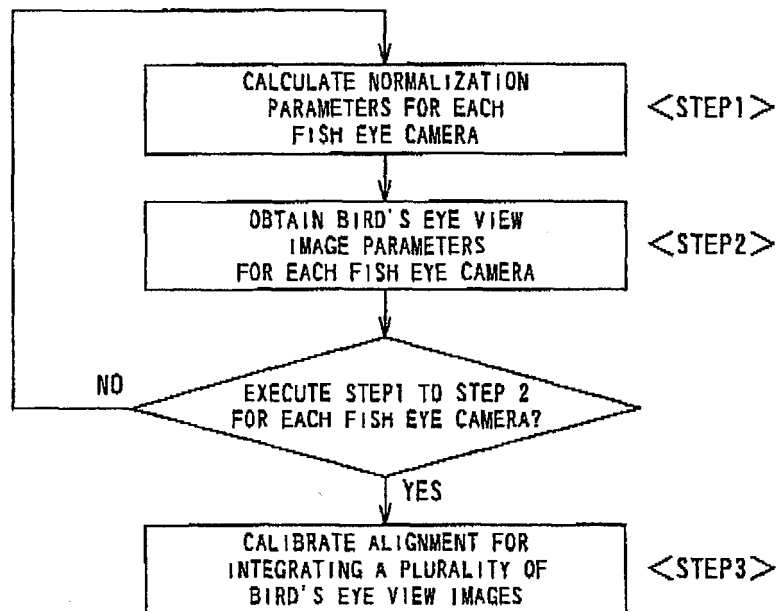 CALCULATE NORMALIZATION
PARAMETERS FOR EACH
FISH EYE CAMERA
<STEP1>
OBTAIN BIRD'S EYE VIEW
IMAGE PARAMETERS
FOR EACH FISH EYE CAMERA
<STEP2>
NO
EXECUTE STEP1 TO STEP 2
FOR EACH FISH EYE CAMERA?
YES
CALIBRATE ALIGNMENT FOR
INTEGRATING A PLURALITY OF
BIRD'S EYE VIEW IMAGES
<STEP3>